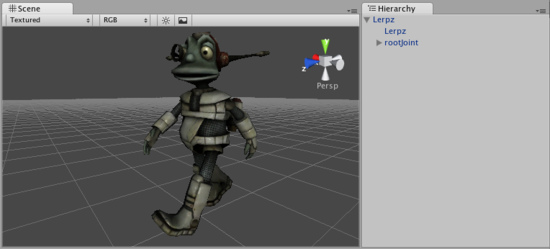 Scene
Textured
RGB
z
Persp
Hierarchy
Lerpz
Lerpz
rootJoint